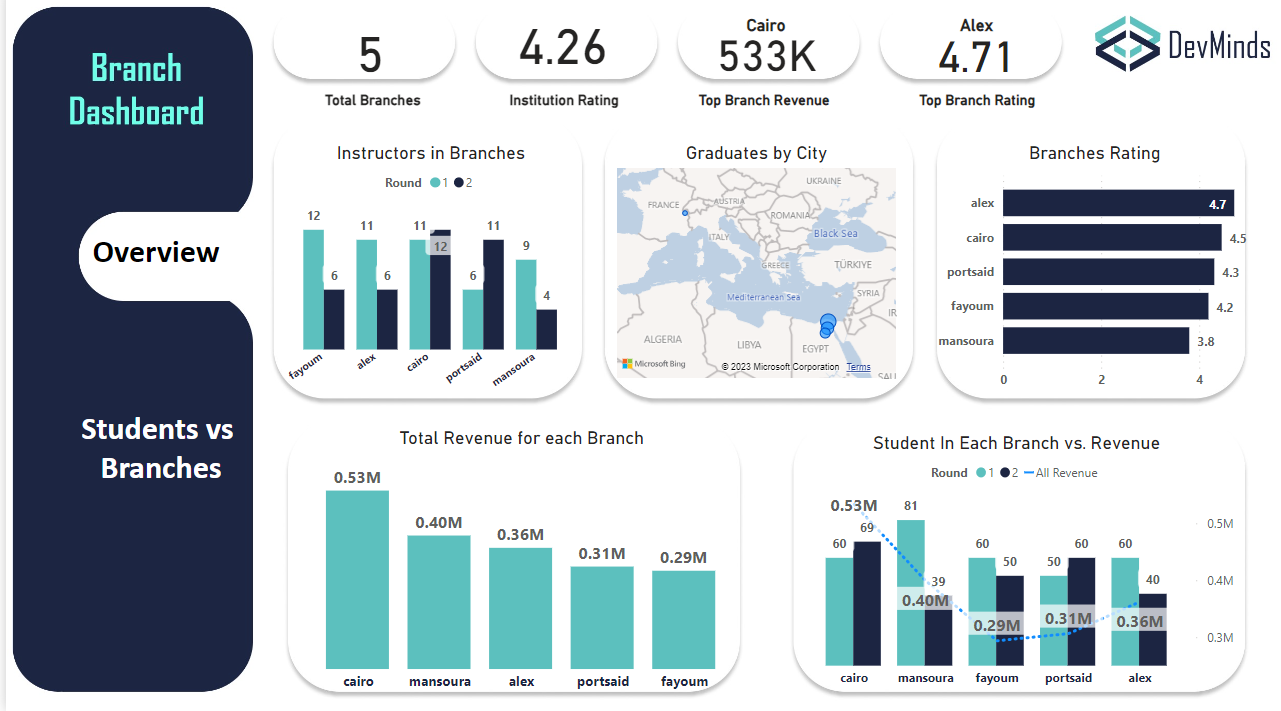 Branch
Dashboard
Overview
Students vs
Branches
5
Total Branches
4.26
Institution Rating
Cairo
533K
Top Branch Revenue
Alex
4.71
Top Branch Rating
DevMinds
Instructors in Branches
Round 1 2
12
6
11
6
11
12
6
11
9
4
fayoum
alex
cairo
portsaid
mansoura
Graduates by City
UKRAINE
FRANCE
AUSTRIA
ROMANIA
ITALY
Black Sea
GREECE
TÜRKIYE
Mediterranean Sea
SYRIA
IR
ALGERIA
LIBYA
EGYPT
Microsoft Bing
© 2023 Microsoft Corporation Terms
SAU
Branches Rating
alex 4.7
cairo 4.5
portsaid 4.3
fayoum 4.2
mansoura 3.8
0 2 4
Total Revenue for each Branch
0.53M
0.40M
0.36M
0.31M
0.29M
cairo mansoura alex portsaid fayoum
Student In Each Branch vs. Revenue
Round 1 2 All Revenue
0.53M
60
69
81
39
0.40M
60
50
0.29M
50
60
0.31M
60
40
0.36M
0.5M
0.4M
0.3M
cairo mansoura fayoum portsaid alex